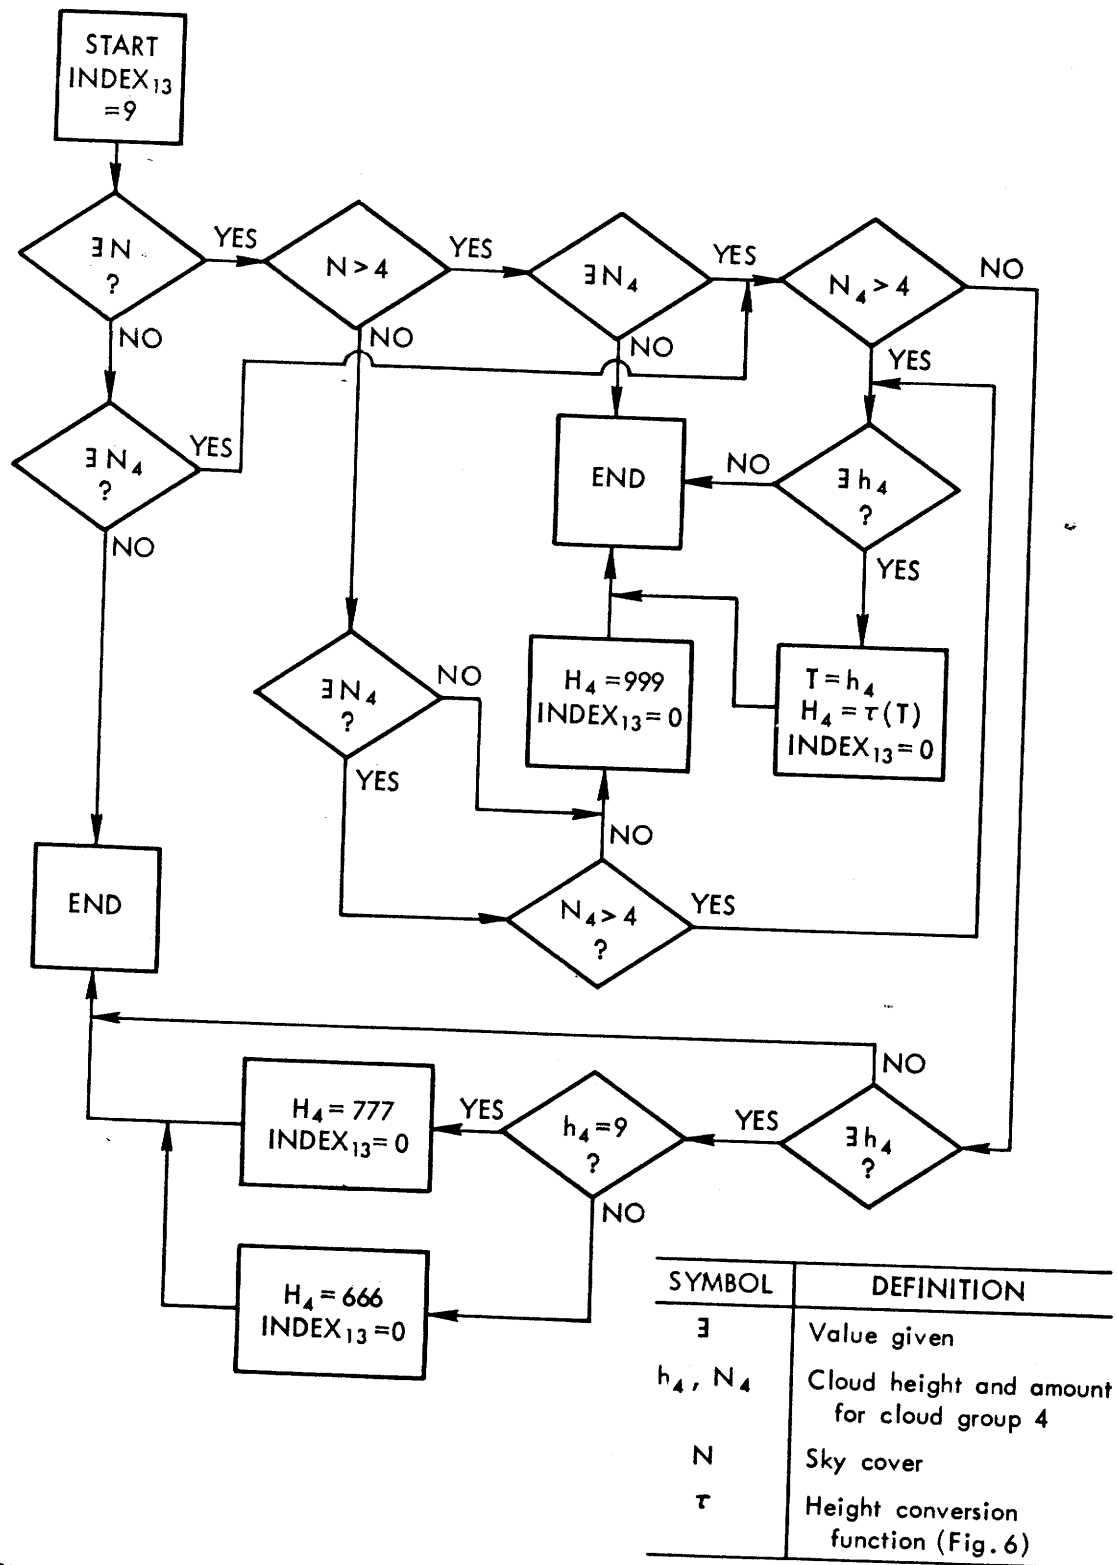 START
INDEX₁₃
=9
∃N
?
YES
N>4
YES
∃N₄
YES
N₄>4
NO
NO
NO
NO
YES
∃N₄
?
YES
NO
END
NO
∃h₄
?
YES
∃N₄
?
NO
YES
H₄=999
INDEX₁₃=0
T=h₄
H₄=τ(T)
INDEX₁₃=0
NO
N₄>4
?
YES
END
NO
H₄=777
INDEX₁₃=0
YES
h₄=9
?
YES
∃h₄
?
NO
H₄=666
INDEX₁₃=0
SYMBOL DEFINITION
∃ Value given
h₄, N₄ Cloud height and amount
for cloud group 4
N Sky cover
τ Height conversion
function (Fig. 6)